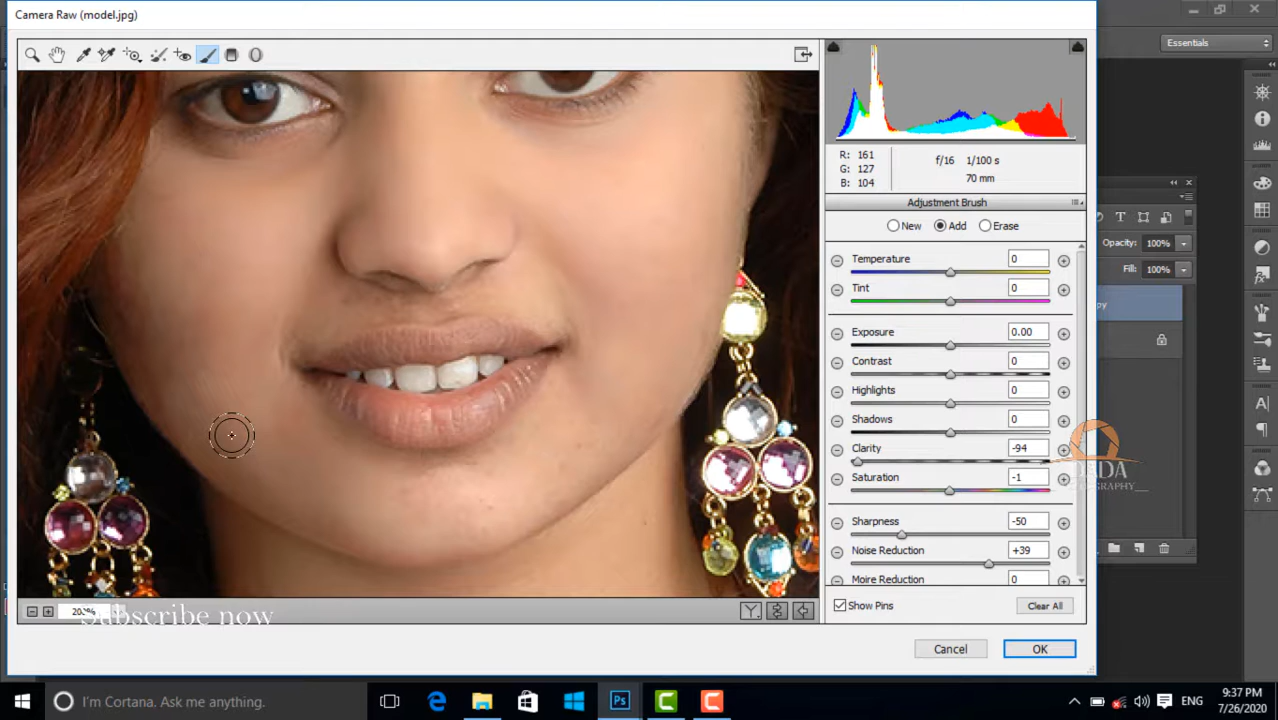 Camera Raw (model.jpg)
Essentials
R: 161
G: 127
B: 104
f/16 1/100 s
70 mm
Adjustment Brush
New Add Erase
Temperature 0
Tint 0
Exposure 0.00
Contrast 0
Highlights 0
Shadows 0
Clarity -94
Saturation -1
Sharpness -50
Noise Reduction +39
Moire Reduction 0
Show Pins Clear All
Cancel OK
Opacity: 100%
Fill: 100%
Subscribe now
I'm Cortana. Ask me anything.
Ps
ENG
9:37 PM
7/26/2020